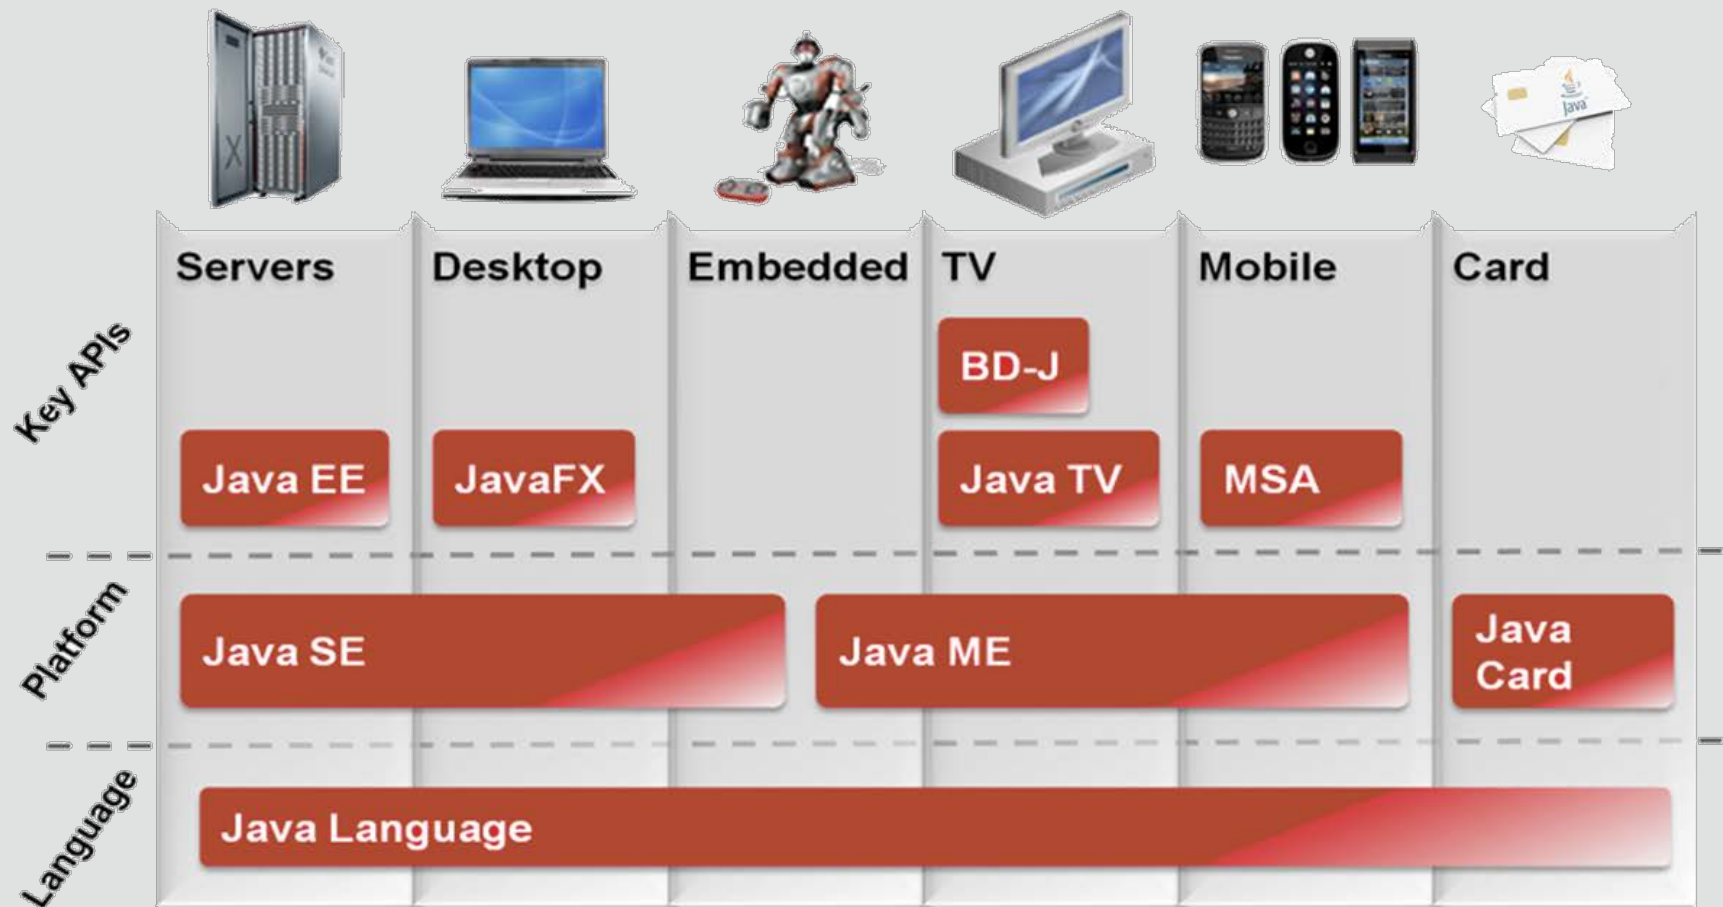 Java
Servers
Desktop
Embedded
TV
Mobile
Card
Key APIs
BD-J
Java EE
JavaFX
Java TV
MSA
Platform
Java SE
Java ME
Java
Card
Language
Java Language